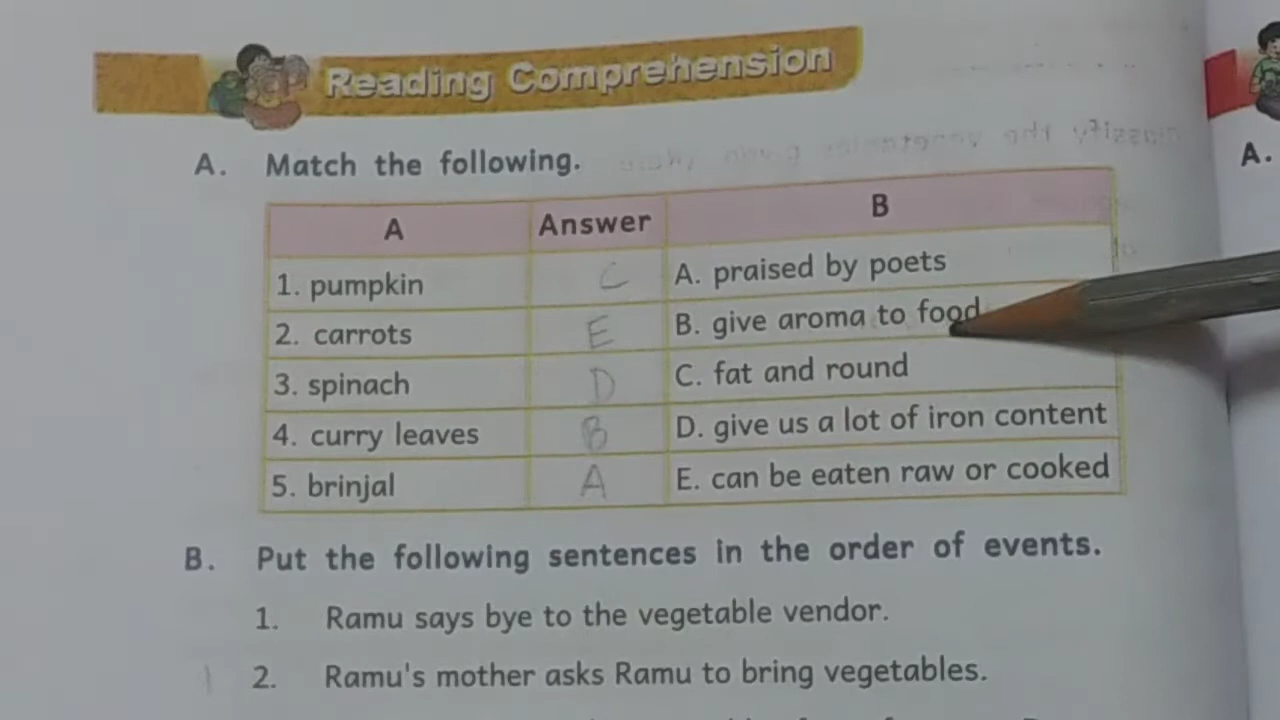 Reading Comprehension
A. Match the following.
A Answer B
1. pumpkin C A. praised by poets
2. carrots E B. give aroma to food
3. spinach D C. fat and round
4. curry leaves B D. give us a lot of iron content
5. brinjal A E. can be eaten raw or cooked
B. Put the following sentences in the order of events.
1. Ramu says bye to the vegetable vendor.
1 2. Ramu's mother asks Ramu to bring vegetables.
A.